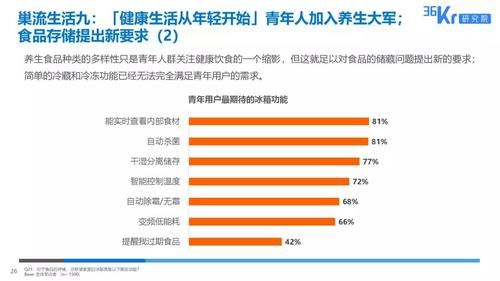 巢流生活九：「健康生活从年轻开始」青年人加入养生大军；
食品存储提出新要求（2）
36Kr
研究院
养生食品种类的多样性只是青年人群关注健康饮食的一个缩影，但这就足以对食品的储藏问题提出新的要求；
简单的冷藏和冷冻功能已经无法完全满足青年用户的需求。
青年用户最期待的冰箱功能
能实时查看内部食材 81%
自动杀菌 81%
干湿分离储存 77%
智能控制温度 72%
自动除霜/无霜 68%
变频低能耗 66%
提醒我过期食品 42%
26